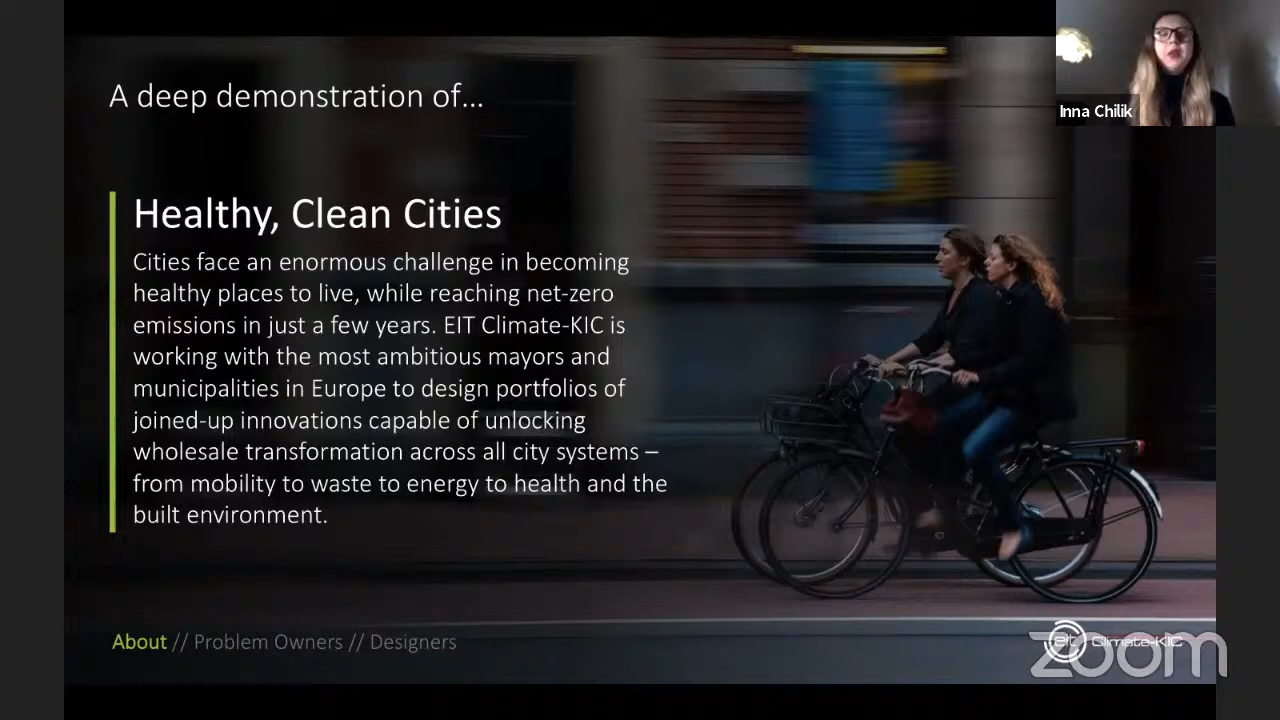 A deep demonstration of...
Inna Chilik
Healthy, Clean Cities
Cities face an enormous challenge in becoming
healthy places to live, while reaching net-zero
emissions in just a few years. EIT Climate-KIC is
working with the most ambitious mayors and
municipalities in Europe to design portfolios of
joined-up innovations capable of unlocking
wholesale transformation across all city systems –
from mobility to waste to energy to health and the
built environment.
About // Problem Owners // Designers
eit Climate-KIC
zoom